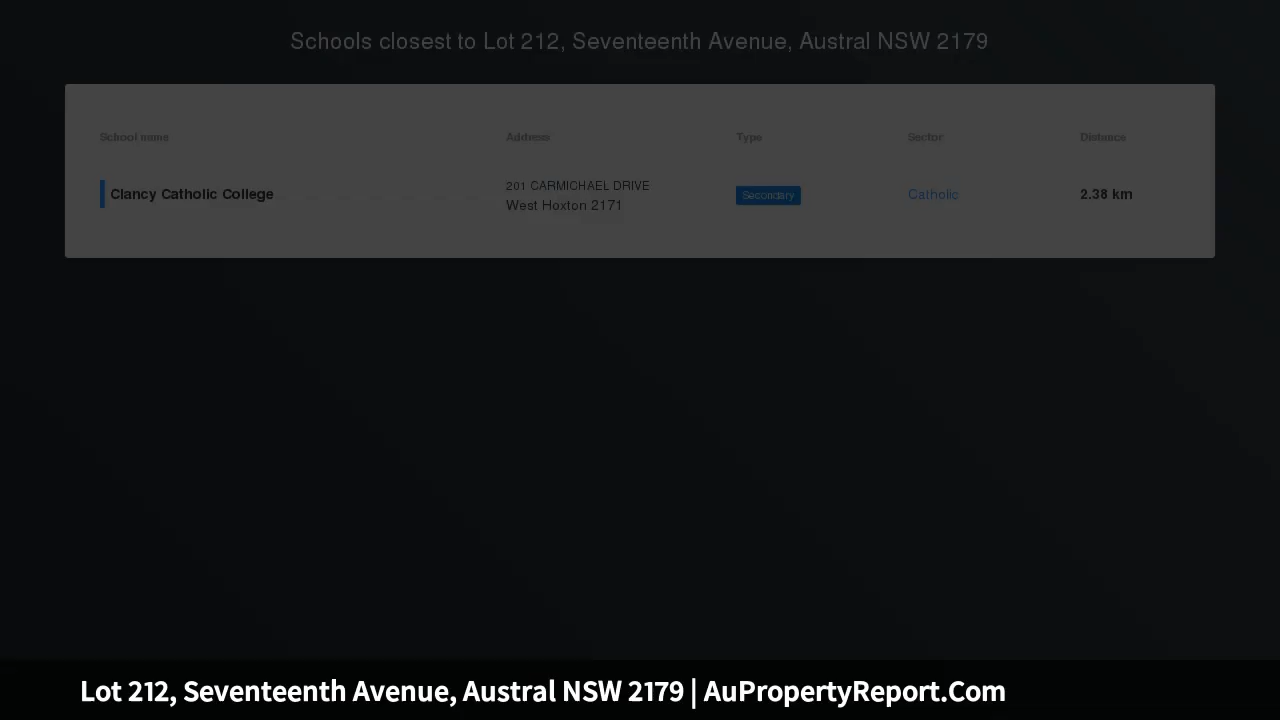 Schools closest to Lot 212, Seventeenth Avenue, Austral NSW 2179
School name Address Type Sector Distance
Clancy Catholic College 201 CARMICHAEL DRIVE Secondary Catholic 2.38 km
West Hoxton 2171
Lot 212, Seventeenth Avenue, Austral NSW 2179 | AuPropertyReport.Com